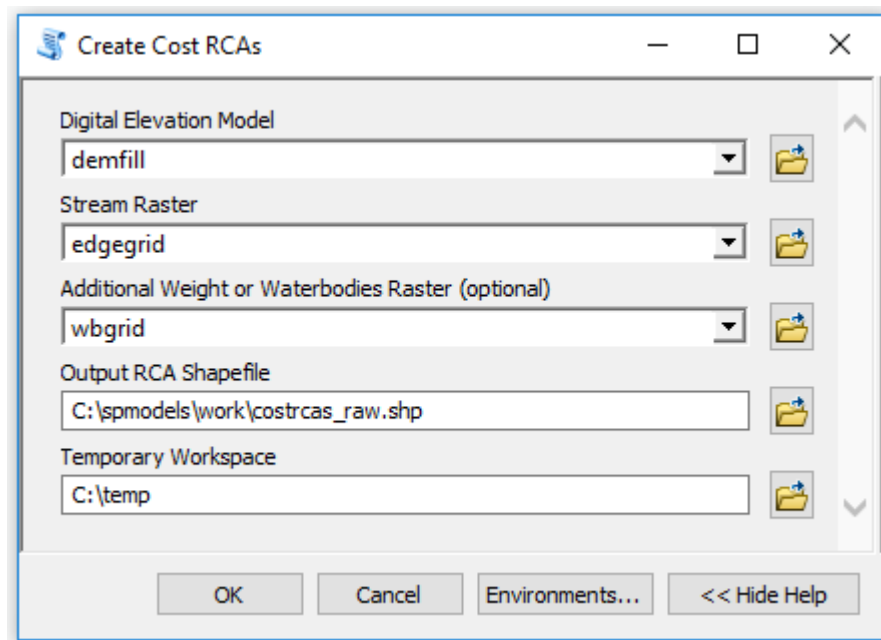 Create Cost RCAs
Digital Elevation Model
demfill
Stream Raster
edgegrid
Additional Weight or Waterbodies Raster (optional)
wbgrid
Output RCA Shapefile
C:\spmodels\work\costrcas_raw.shp
Temporary Workspace
C:\temp
OK Cancel Environments... << Hide Help